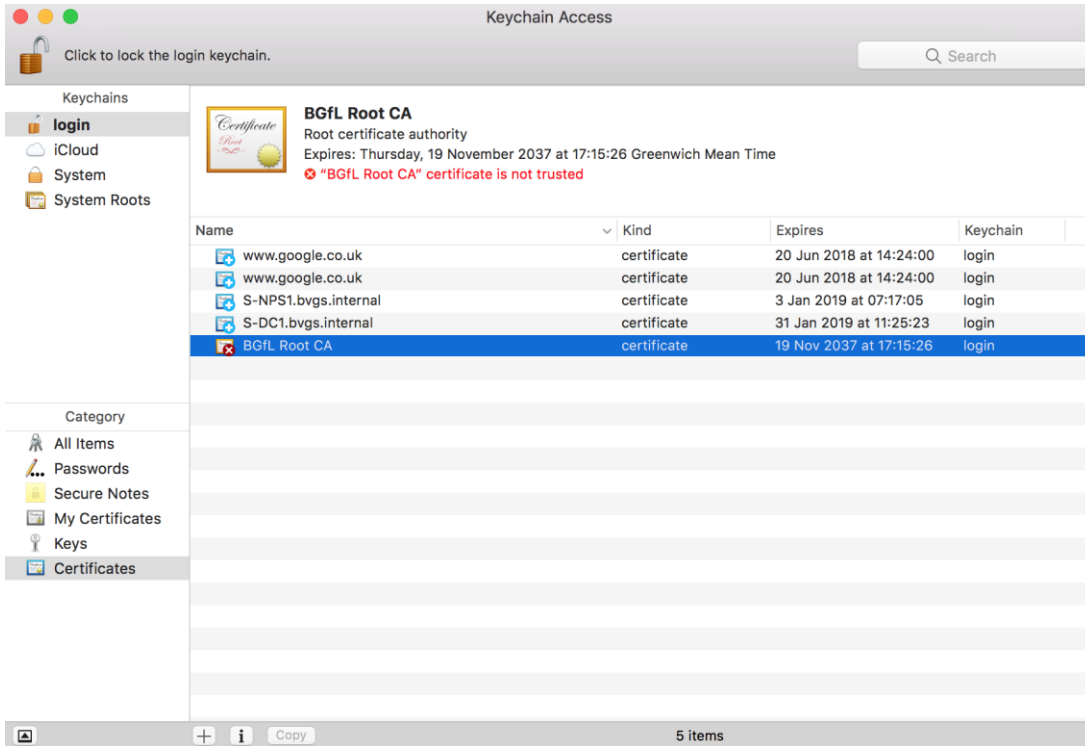 Keychain Access
Click to lock the login keychain.
Search
Keychains
login
iCloud
System
System Roots
Certificate
Root
BGfL Root CA
Root certificate authority
Expires: Thursday, 19 November 2037 at 17:15:26 Greenwich Mean Time
"BGfL Root CA" certificate is not trusted
Name Kind Expires Keychain
www.google.co.uk certificate 20 Jun 2018 at 14:24:00 login
www.google.co.uk certificate 20 Jun 2018 at 14:24:00 login
S-NPS1.bvgs.internal certificate 3 Jan 2019 at 07:17:05 login
S-DC1.bvgs.internal certificate 31 Jan 2019 at 11:25:23 login
BGfL Root CA certificate 19 Nov 2037 at 17:15:26 login
Category
All Items
Passwords
Secure Notes
My Certificates
Keys
Certificates
Copy
5 items